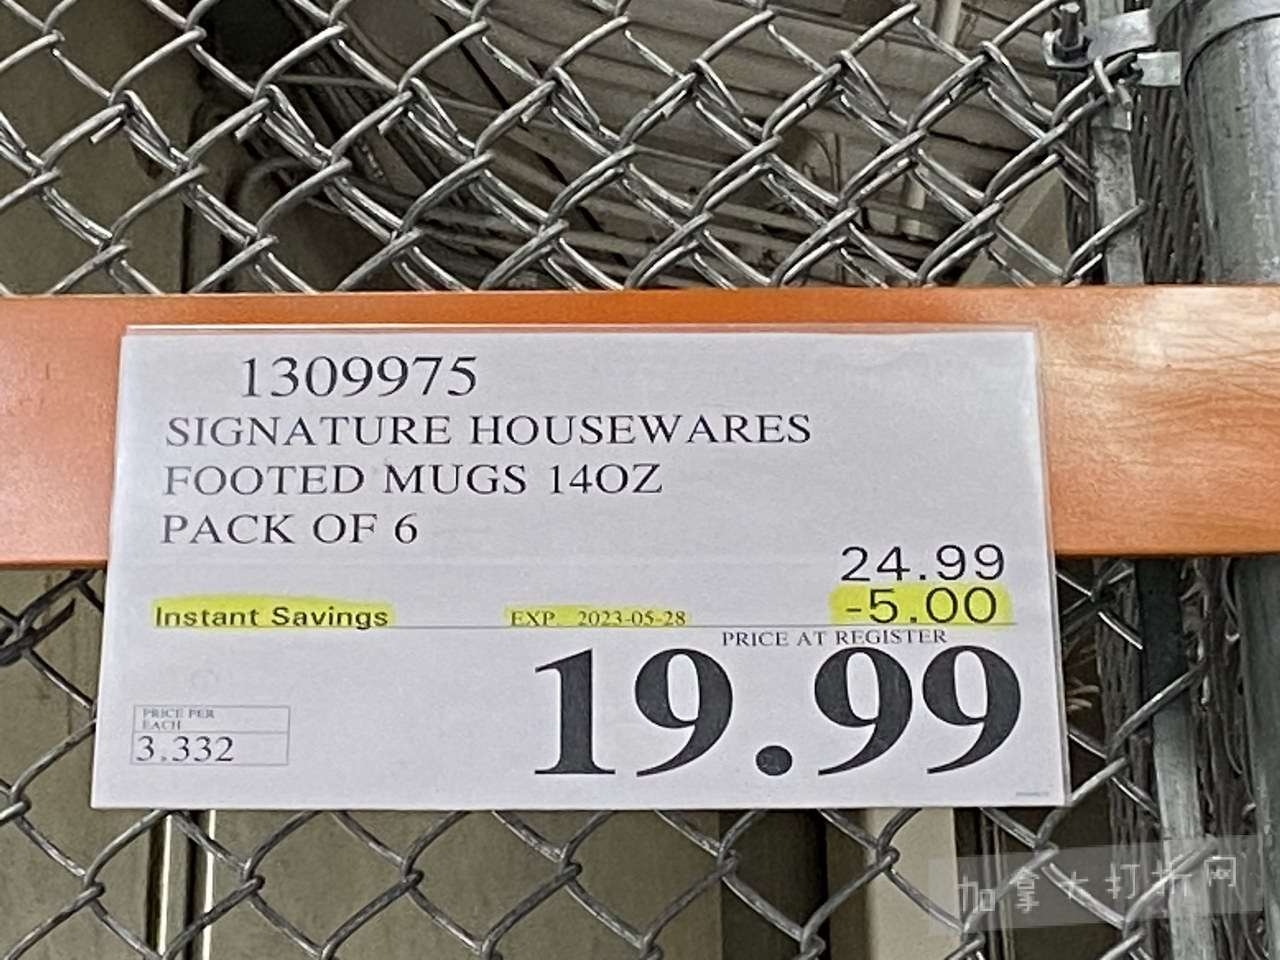 1309975
SIGNATURE HOUSEWARES
FOOTED MUGS 14OZ
PACK OF 6
24.99
Instant Savings EXP. 2023-05-28 -5.00
PRICE AT REGISTER
19.99
PRICE PER
EACH
3.332
加拿大打折网